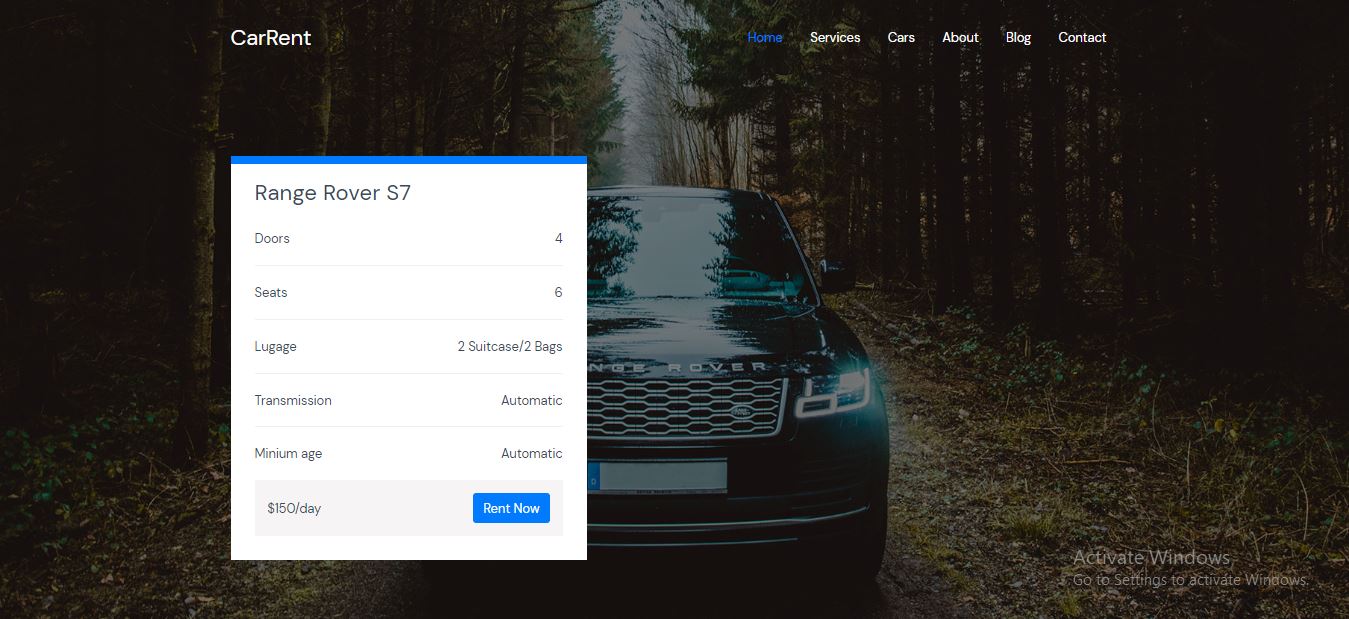 CarRent
Home Services Cars About Blog Contact
Range Rover S7
Doors 4
Seats 6
Lugage 2 Suitcase/2 Bags
Transmission Automatic
Minium age Automatic
$150/day Rent Now
NGE ROVER
D
Activate Windows
Go to Settings to activate Windows.